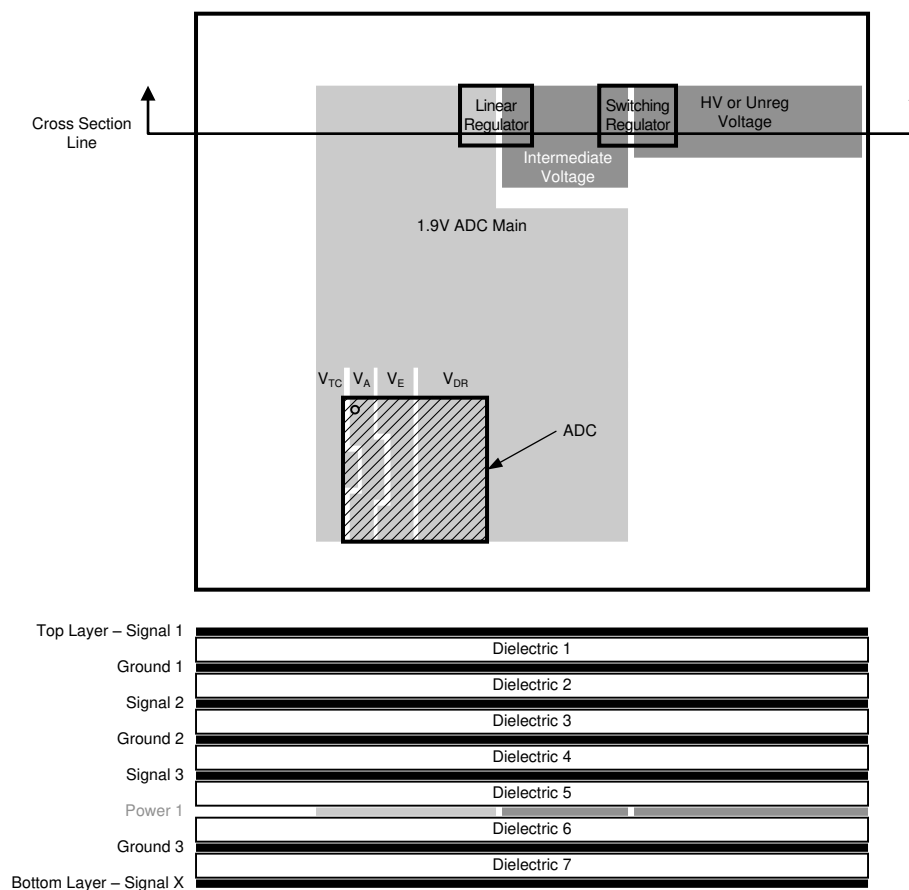 Cross Section
Line
Linear
Regulator
Switching
Regulator
HV or Unreg
Voltage
Intermediate
Voltage
1.9V ADC Main
VTC VA VE VDR
ADC
Top Layer – Signal 1
Dielectric 1
Ground 1
Dielectric 2
Signal 2
Dielectric 3
Ground 2
Dielectric 4
Signal 3
Dielectric 5
Power 1
Dielectric 6
Ground 3
Dielectric 7
Bottom Layer – Signal X